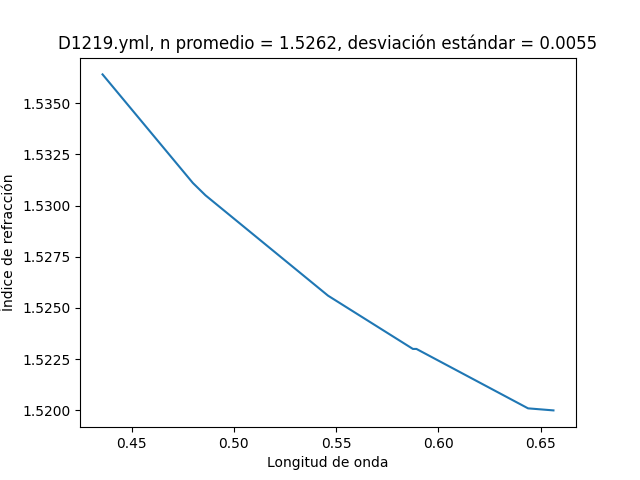 D1219.yml, n promedio = 1.5262, desviación estándar = 0.0055
1.5350
1.5325
1.5300
1.5275
1.5250
1.5225
1.5200
Índice de refracción
0.45 0.50 0.55 0.60 0.65
Longitud de onda